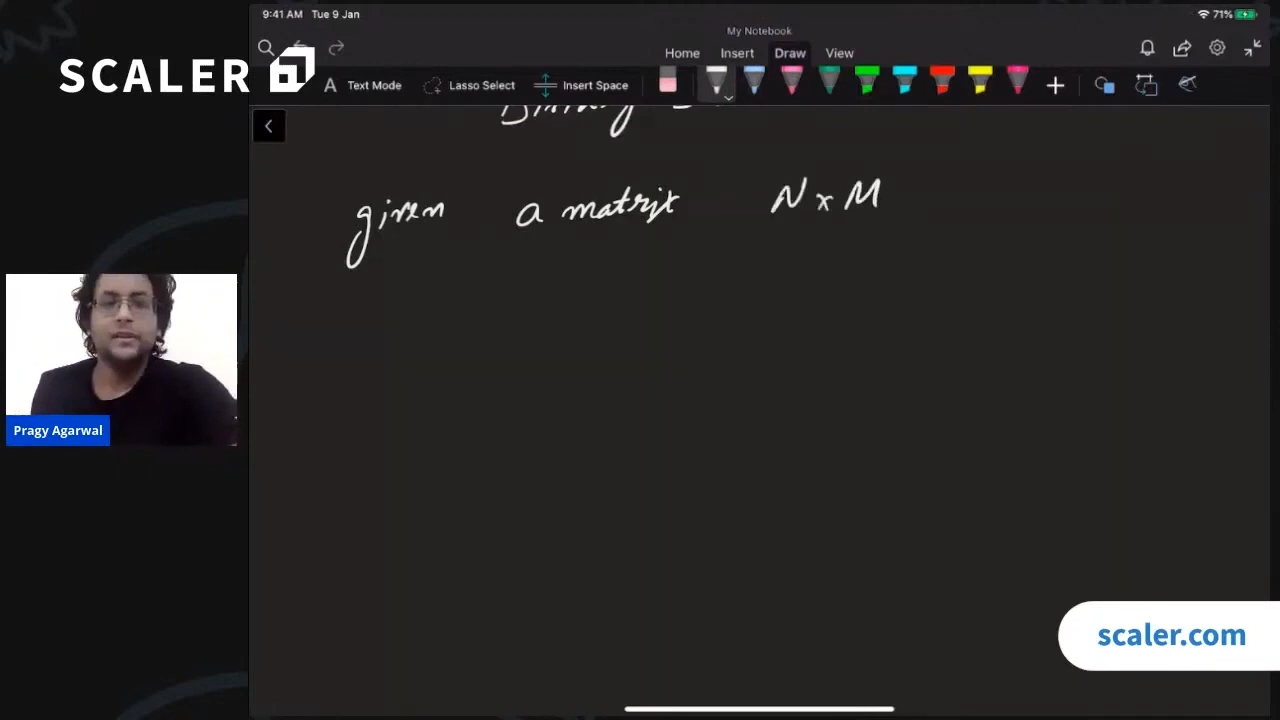 9:41 AM Tue 9 Jan
71%
My Notebook
Home Insert Draw View
SCALER
A Text Mode Lasso Select Insert Space
given a matrix N x M
Pragy Agarwal
scaler.com